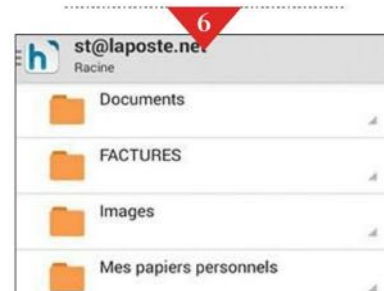 6
st@laposte.net
Racine
Documents
FACTURES
Images
Mes papiers personnels